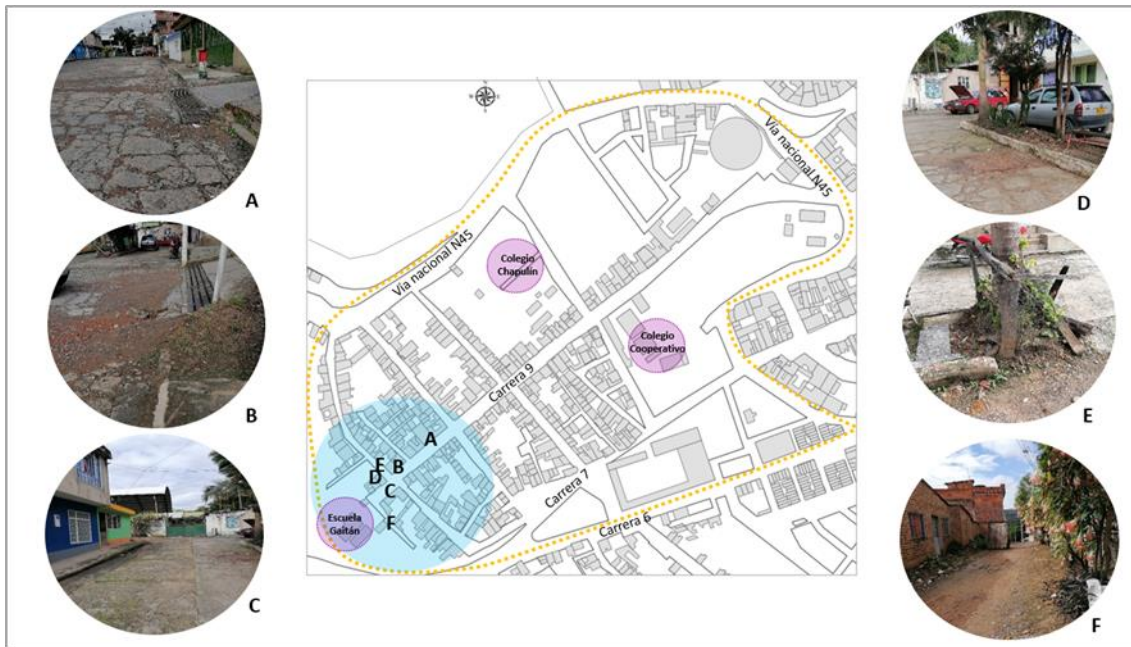 A
B
C
Vía nacional N45
Vía nacional N45
Colegio
Chapulín
Colegio
Cooperativo
Carrera 9
A
E
B
D
C
F
Escuela
Gaitán
Carrera 7
Carrera 6
D
E
F